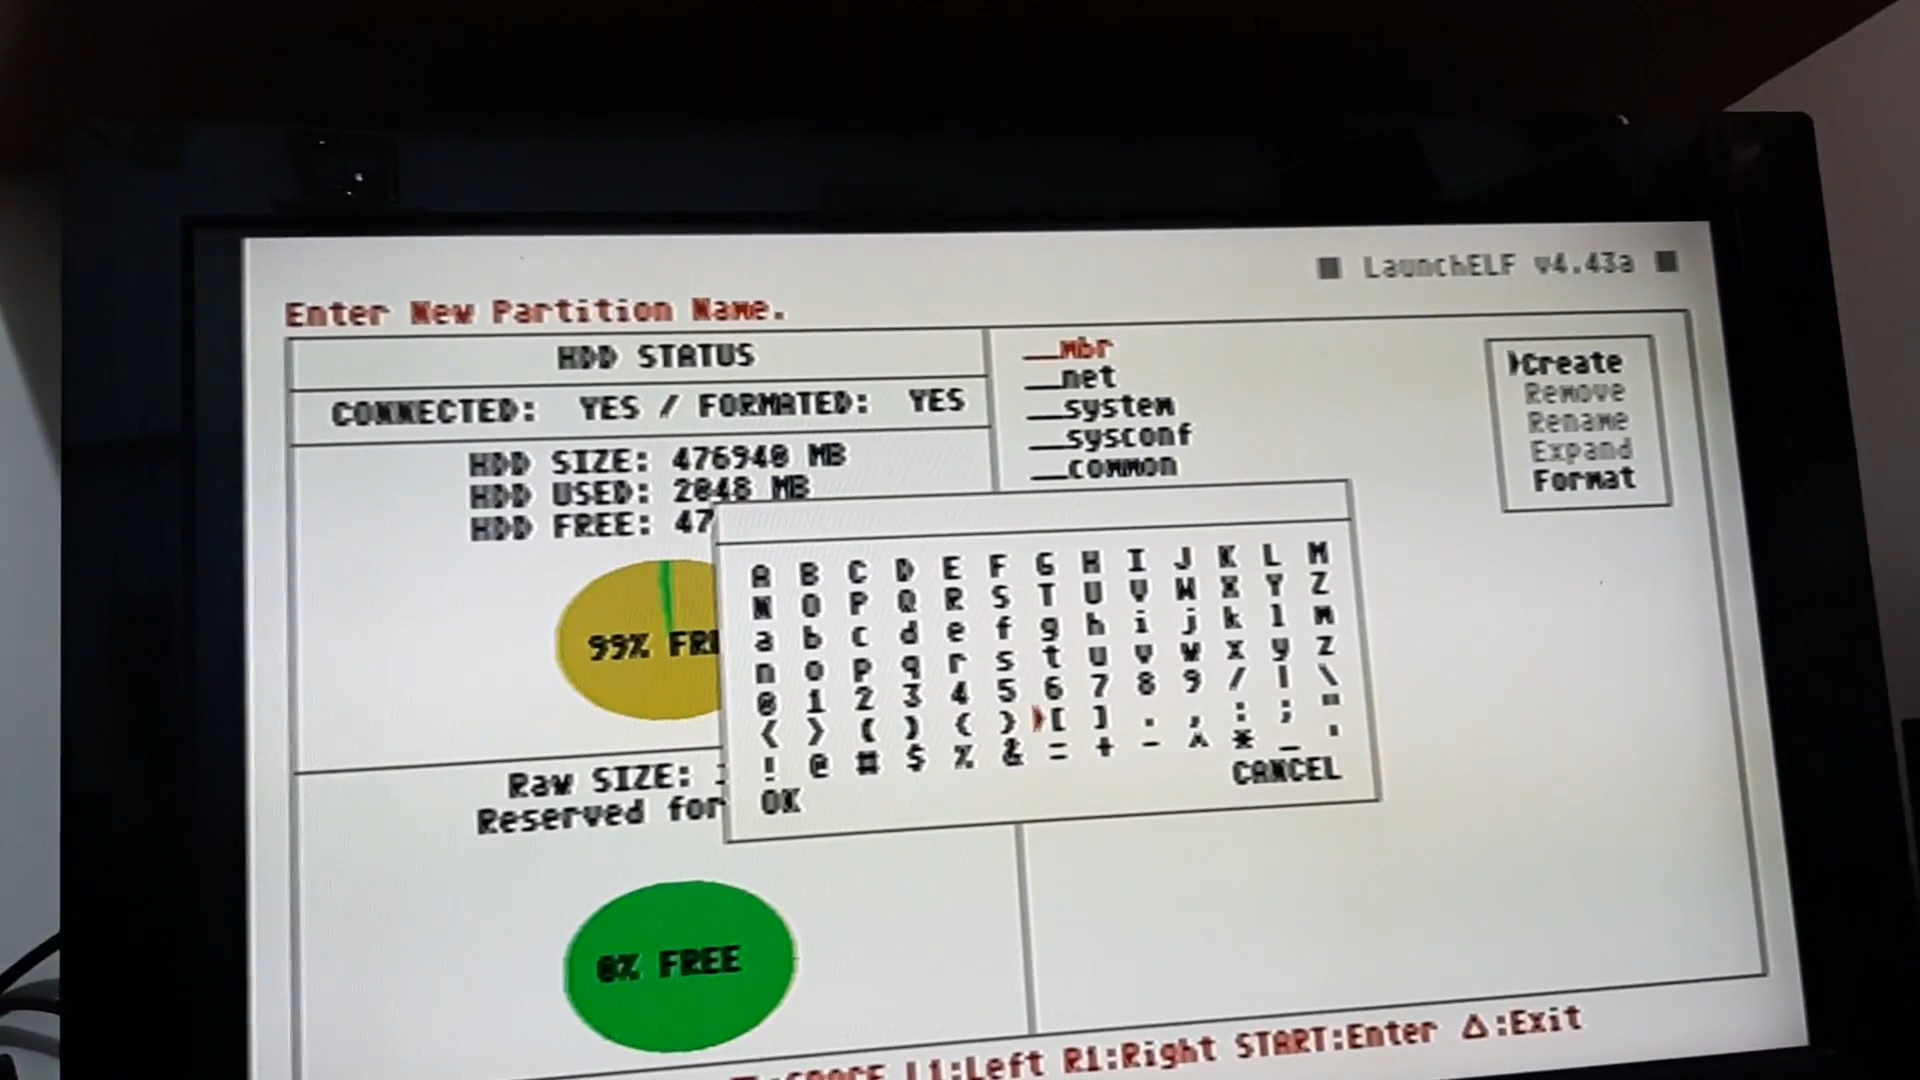 LaunchELF v4.43a
Enter New Partition Name.
HDD STATUS
CONNECTED: YES / FORMATED: YES
HDD SIZE: 476940 MB
HDD USED: 2048 MB
HDD FREE: 47
99% FRE
Raw SIZE:
Reserved for
0% FREE
__mbr
__net
__system
__sysconf
__common
Create
Remove
Rename
Expand
Format
A B C D E F G H I J K L M
N O P Q R S T U V W X Y Z
a b c d e f g h i j k l m
n o p q r s t u v w x y z
0 1 2 3 4 5 6 7 8 9 / | \
< > ( ) { } [ ] . , : ; "
! @ # $ % & = + - ^ * _ '
OK CANCEL
:SPACE L1:Left R1:Right START:Enter △:Exit